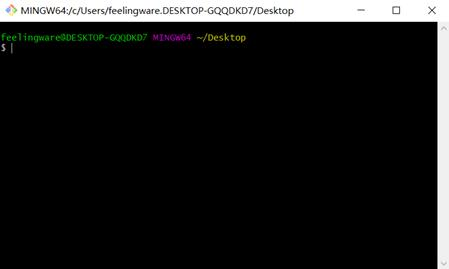 MINGW64:/c/Users/feelingware.DESKTOP-GQQDKD7/Desktop
feelingware@DESKTOP-GQQDKD7 MINGW64 ~/Desktop
$